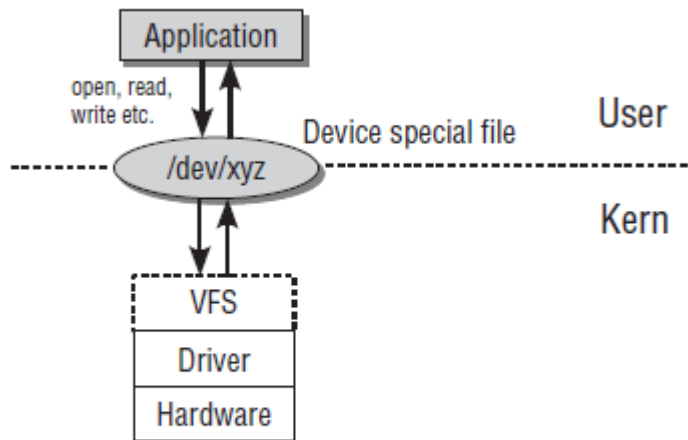 Application
open, read,
write etc.
User
Device special file
/dev/xyz
Kern
VFS
Driver
Hardware